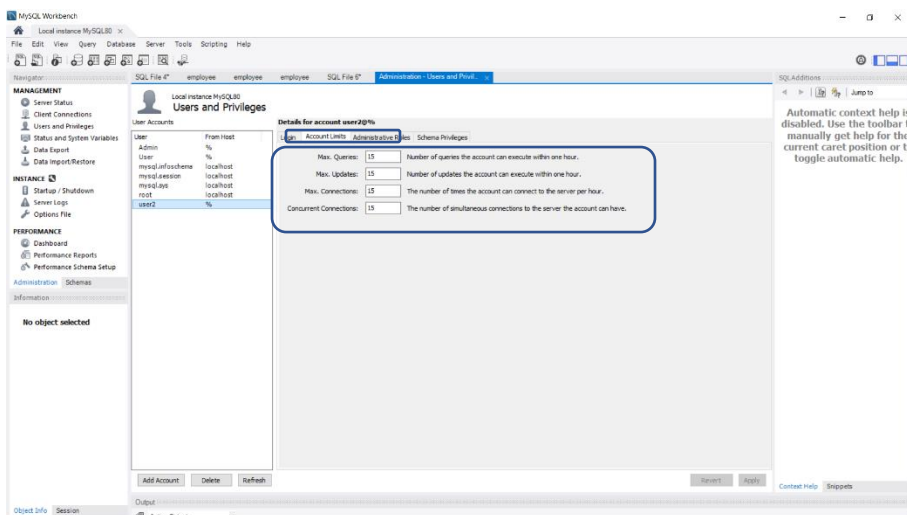 MySQL Workbench
Local instance MySQL80 ×
File Edit View Query Database Server Tools Scripting Help
Navigator
SQL File 4* employee employee employee SQL File 6* Administration - Users and Privil... ×
SQLAdditions
MANAGEMENT
Server Status
Client Connections
Users and Privileges
Status and System Variables
Data Export
Data Import/Restore
INSTANCE
Startup / Shutdown
Server Logs
Options File
PERFORMANCE
Dashboard
Performance Reports
Performance Schema Setup
Administration Schemas
Information
No object selected
Object Info Session
Local instance MySQL80
Users and Privileges
User Accounts
User From Host
Admin %
User %
mysql.infoschema localhost
mysql.session localhost
mysql.sys localhost
root localhost
user2 %
Add Account Delete Refresh
Details for account user2@%
Login Account Limits Administrative Roles Schema Privileges
Max. Queries: 15 Number of queries the account can execute within one hour.
Max. Updates: 15 Number of updates the account can execute within one hour.
Max. Connections: 15 The number of times the account can connect to the server per hour.
Concurrent Connections: 15 The number of simultaneous connections to the server the account can have.
Revert Apply
Output
Jump to
Automatic context help is
disabled. Use the toolbar t
manually get help for the
current caret position or t
toggle automatic help.
Context Help Snippets